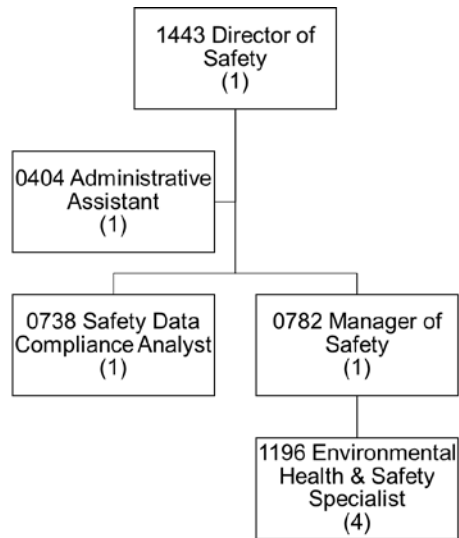 1443 Director of
Safety
(1)
0404 Administrative
Assistant
(1)
0738 Safety Data
Compliance Analyst
(1)
0782 Manager of
Safety
(1)
1196 Environmental
Health & Safety
Specialist
(4)